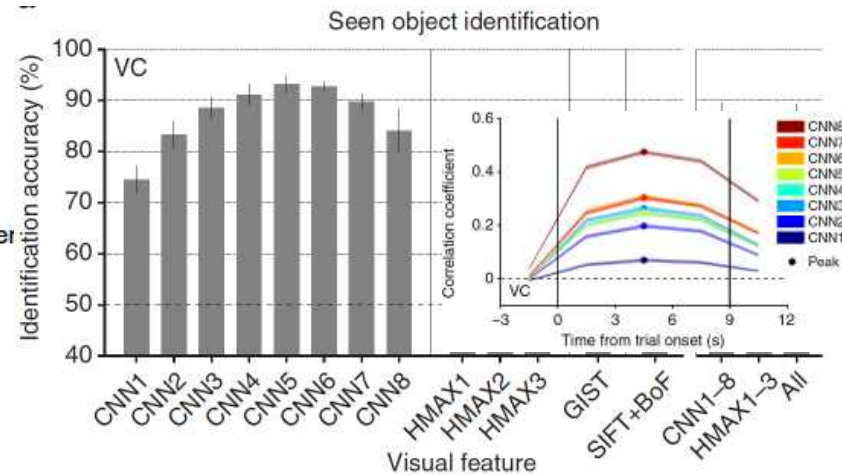 Seen object identification
Identification accuracy (%)
100
90
80
70
60
50
40
VC
CNN1
CNN2
CNN3
CNN4
CNN5
CNN6
CNN7
CNN8
HMAX1
HMAX2
HMAX3
GIST
SIFT+BoF
CNN1–8
HMAX1–3
All
Visual feature
Correlation coefficient
0.6
0.4
0.2
0
VC
−3
0
3
6
9
12
Time from trial onset (s)
CNN8
CNN7
CNN6
CNN5
CNN4
CNN3
CNN2
CNN1
Peak